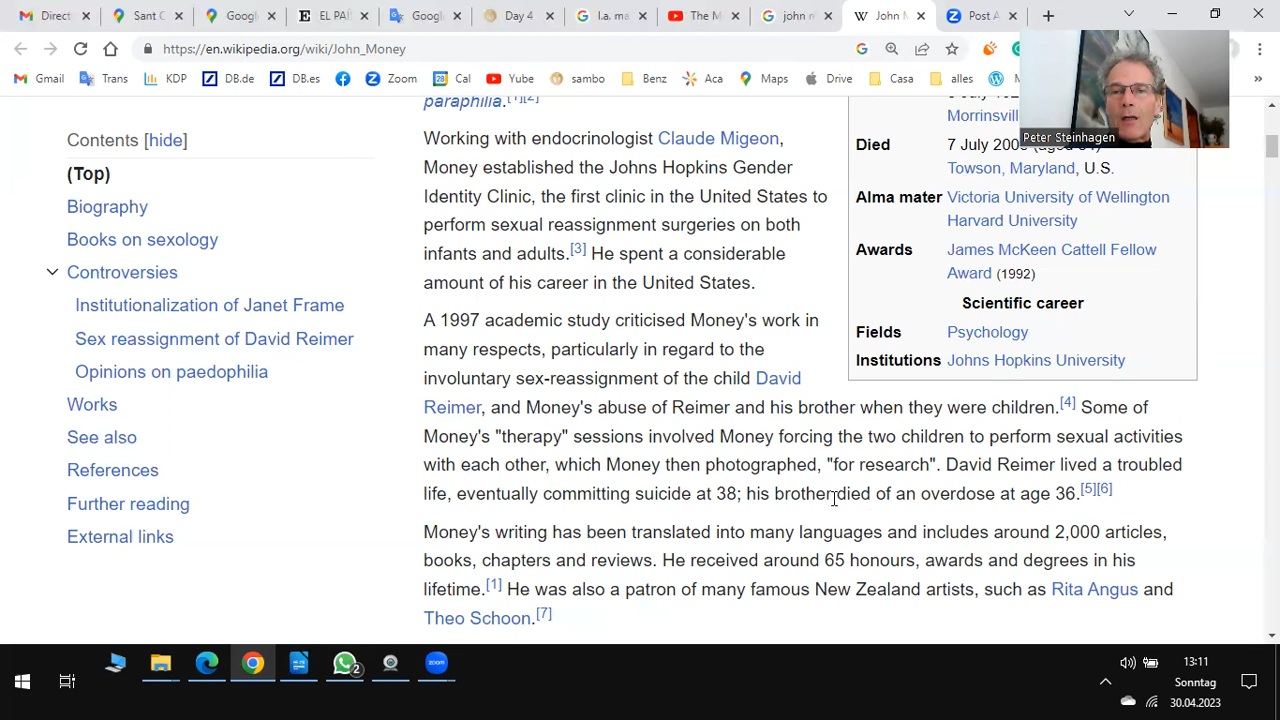 Direct
Sant C
Googl
EL PAÍ
Googl
Day 4
l.a. ma
The M
john n
John M
Post A
https://en.wikipedia.org/wiki/John_Money
Gmail Trans KDP DB.de DB.es Zoom Cal Yube sambo Benz Aca Maps Drive Casa alles
Peter Steinhagen
Contents [hide]
(Top)
Biography
Books on sexology
Controversies
Institutionalization of Janet Frame
Sex reassignment of David Reimer
Opinions on paedophilia
Works
See also
References
Further reading
External links
paraphilia.[1][2]
Working with endocrinologist Claude Migeon,
Money established the Johns Hopkins Gender
Identity Clinic, the first clinic in the United States to
perform sexual reassignment surgeries on both
infants and adults.[3] He spent a considerable
amount of his career in the United States.
A 1997 academic study criticised Money's work in
many respects, particularly in regard to the
involuntary sex-reassignment of the child David
Reimer, and Money's abuse of Reimer and his brother when they were children.[4] Some of
Money's "therapy" sessions involved Money forcing the two children to perform sexual activities
with each other, which Money then photographed, "for research". David Reimer lived a troubled
life, eventually committing suicide at 38; his brother died of an overdose at age 36.[5][6]
Money's writing has been translated into many languages and includes around 2,000 articles,
books, chapters and reviews. He received around 65 honours, awards and degrees in his
lifetime.[1] He was also a patron of many famous New Zealand artists, such as Rita Angus and
Theo Schoon.[7]
Morrinsvill
Died 7 July 200
Towson, Maryland, U.S.
Alma mater Victoria University of Wellington
Harvard University
Awards James McKeen Cattell Fellow
Award (1992)
Scientific career
Fields Psychology
Institutions Johns Hopkins University
2
zoom
13:11
Sonntag
30.04.2023